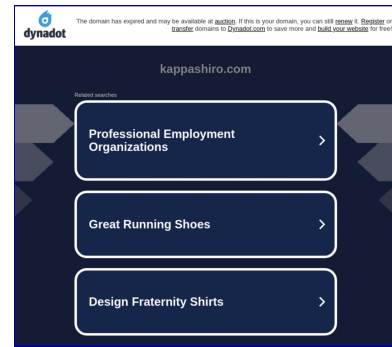 The domain has expired and may be available at auction. If this is your domain, you can still renew it. Register or
transfer domains to Dynadot.com to save more and build your website for free!
dynadot
kappashiro.com
Related searches
Professional Employment
Organizations
Great Running Shoes
Design Fraternity Shirts